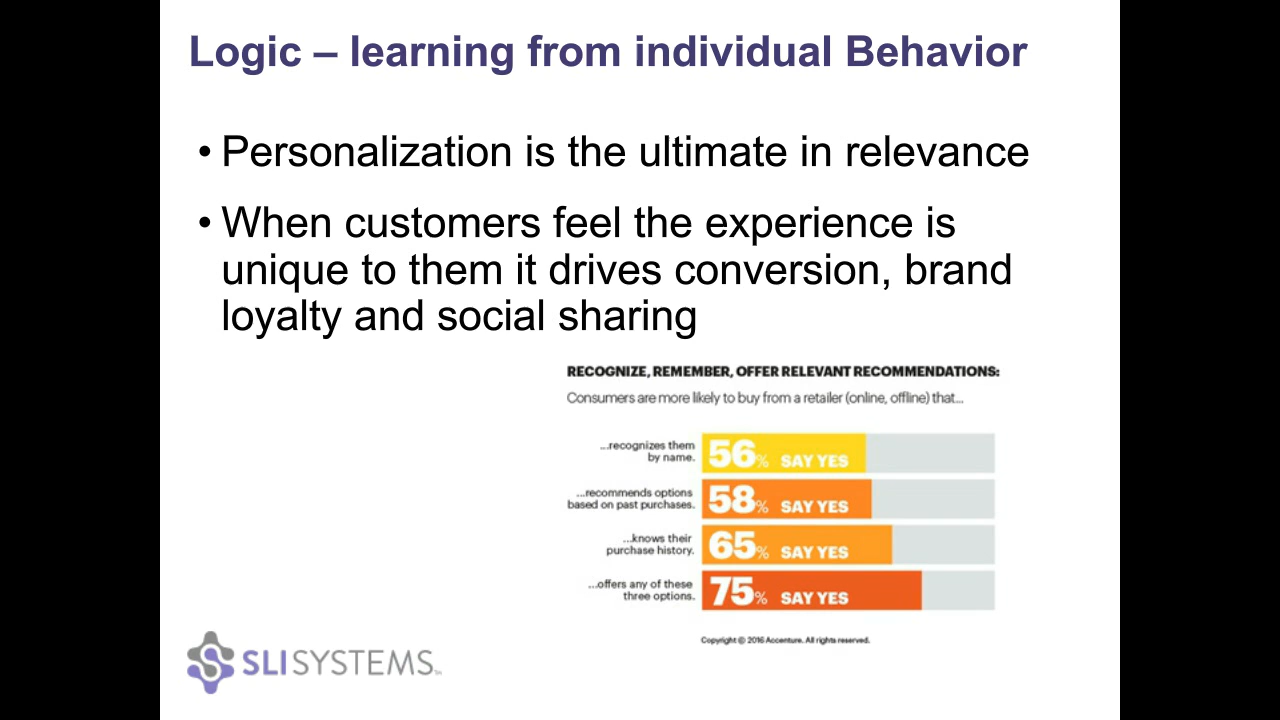 Logic – learning from individual Behavior
• Personalization is the ultimate in relevance
• When customers feel the experience is
unique to them it drives conversion, brand
loyalty and social sharing
RECOGNIZE, REMEMBER, OFFER RELEVANT RECOMMENDATIONS:
Consumers are more likely to buy from a retailer (online, offline) that...
...recognizes them
by name.
56% SAY YES
...recommends options
based on past purchases.
58% SAY YES
...knows their
purchase history.
65% SAY YES
...offers any of these
three options.
75% SAY YES
Copyright © 2016 Accenture. All rights reserved.
SLISYSTEMS